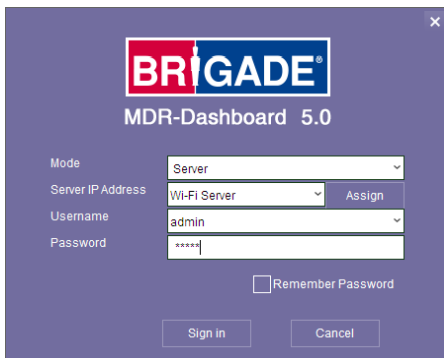 BRIGADE®
MDR-Dashboard 5.0
Mode Server
Server IP Address Wi-Fi Server Assign
Username admin
Password *****
Remember Password
Sign in Cancel